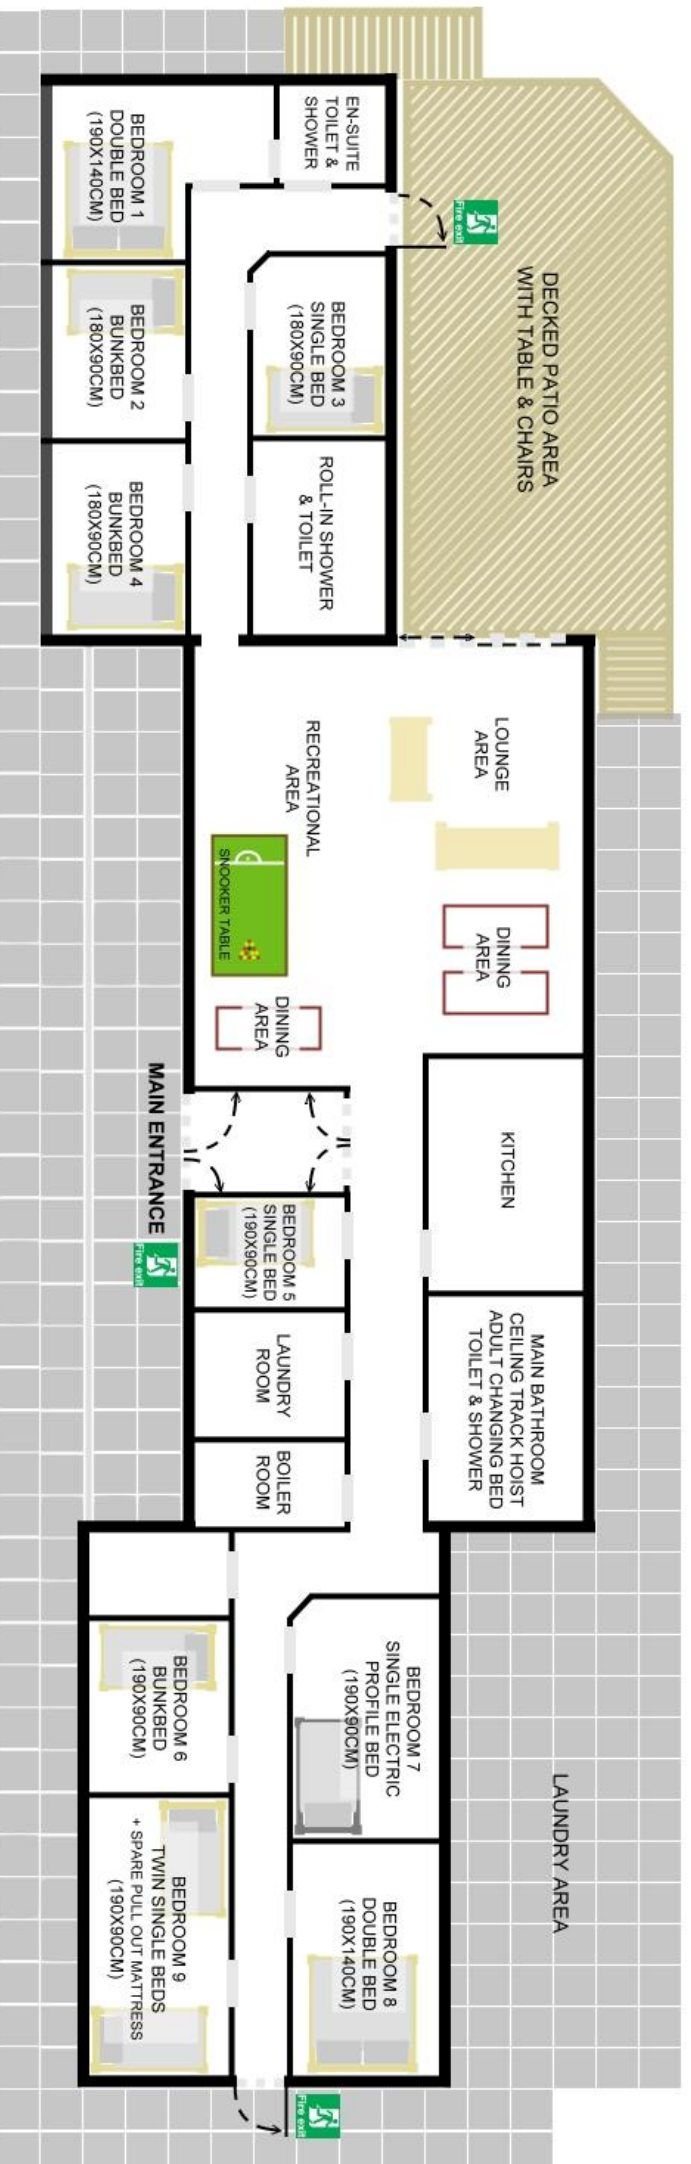 EN-SUITE
TOILET &
SHOWER
BEDROOM 1
DOUBLE BED
(190X140CM)
Fire exit
DECKED PATIO AREA
WITH TABLE & CHAIRS
BEDROOM 3
SINGLE BED
(180X90CM)
BEDROOM 2
BUNKBED
(180X90CM)
ROLL-IN SHOWER
& TOILET
BEDROOM 4
BUNKBED
(180X90CM)
LOUNGE
AREA
RECREATIONAL
AREA
SNOOKER TABLE
DINING
AREA
DINING
AREA
MAIN ENTRANCE
Fire exit
KITCHEN
BEDROOM 5
SINGLE BED
(190X90CM)
MAIN BATHROOM
CEILING TRACK HOIST
ADULT CHANGING BED
TOILET & SHOWER
LAUNDRY
ROOM
BOILER
ROOM
BEDROOM 7
SINGLE ELECTRIC
PROFILE BED
(190X90CM)
BEDROOM 6
BUNKBED
(190X90CM)
LAUNDRY AREA
BEDROOM 8
DOUBLE BED
(190X140CM)
BEDROOM 9
TWIN SINGLE BEDS
+ SPARE PULL OUT MATTRESS
(190X90CM)
Fire exit